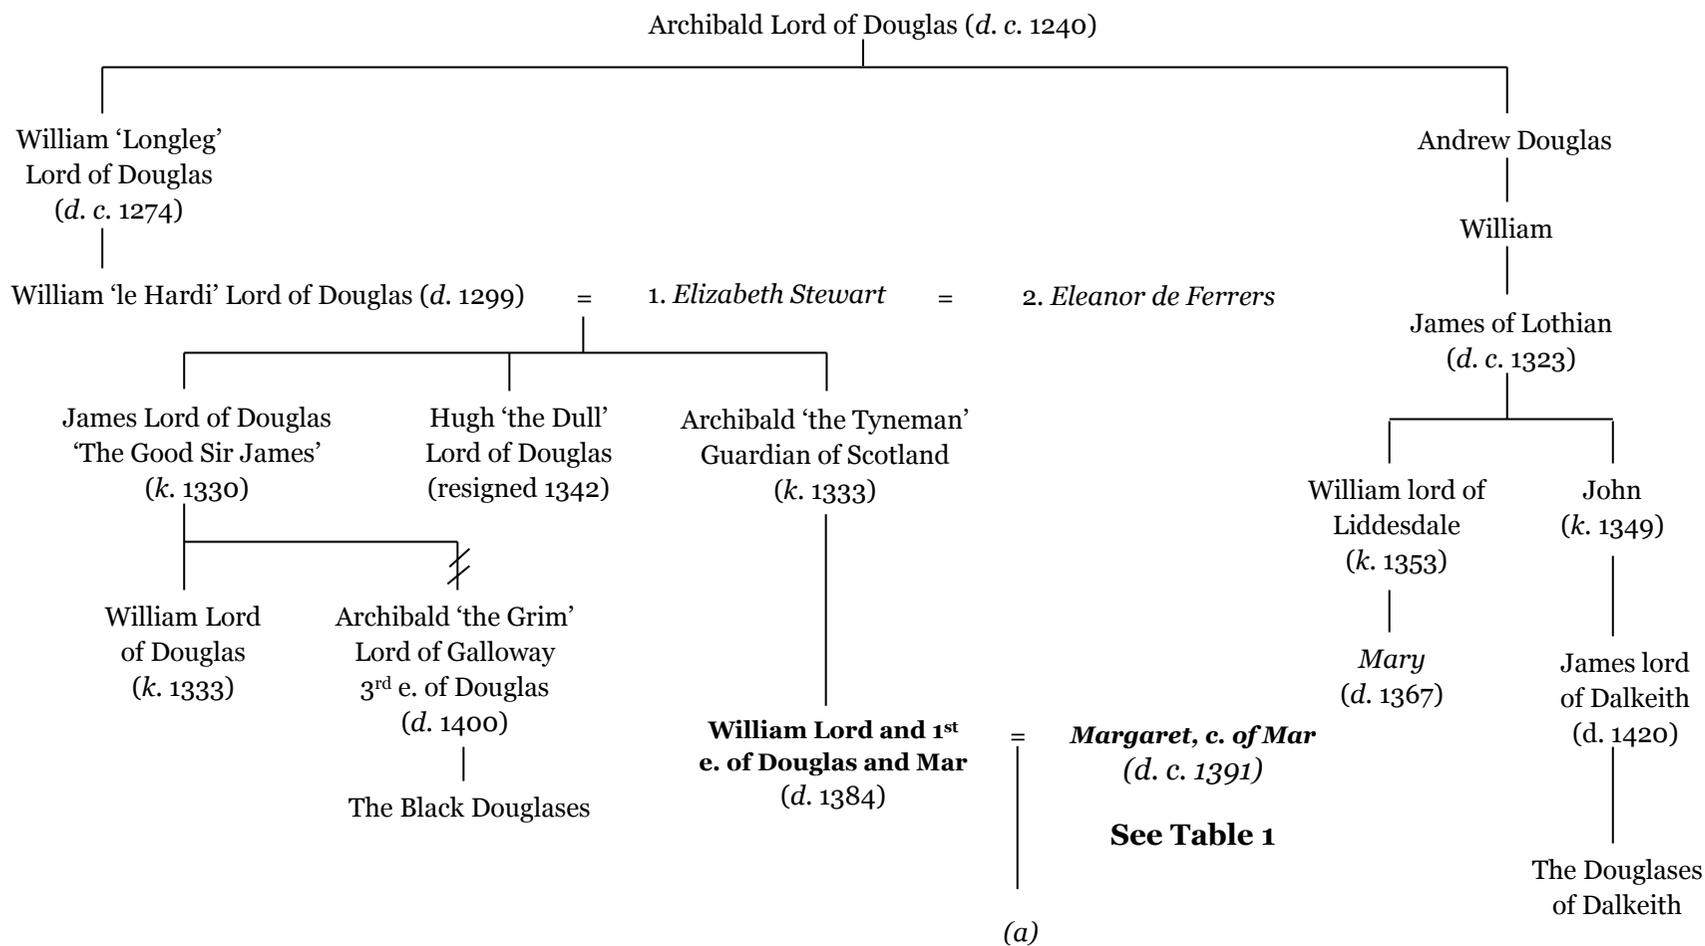 Archibald Lord of Douglas (d. c. 1240)
William ‘Longleg’
Lord of Douglas
(d. c. 1274)
Andrew Douglas
William
William ‘le Hardi’ Lord of Douglas (d. 1299) = 1. Elizabeth Stewart = 2. Eleanor de Ferrers
James of Lothian
(d. c. 1323)
James Lord of Douglas
‘The Good Sir James’
(k. 1330)
Hugh ‘the Dull’
Lord of Douglas
(resigned 1342)
Archibald ‘the Tyneman’
Guardian of Scotland
(k. 1333)
William lord of
Liddesdale
(k. 1353)
John
(k. 1349)
William Lord
of Douglas
(k. 1333)
Archibald ‘the Grim’
Lord of Galloway
3rd e. of Douglas
(d. 1400)
Mary
(d. 1367)
James lord
of Dalkeith
(d. 1420)
William Lord and 1st
e. of Douglas and Mar
(d. 1384)
=
Margaret, c. of Mar
(d. c. 1391)
The Black Douglases
See Table 1
The Douglases
of Dalkeith
(a)